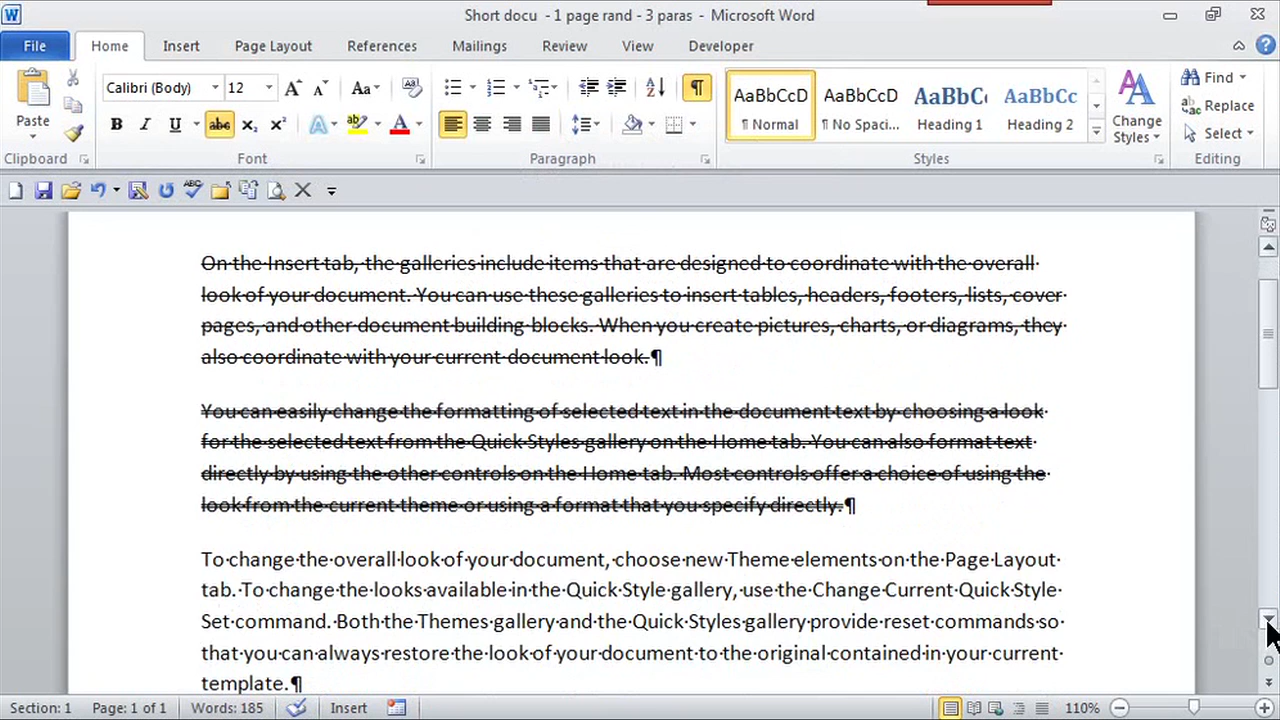 Short docu - 1 page rand - 3 paras - Microsoft Word
File Home Insert Page Layout References Mailings Review View Developer
Calibri (Body) 12
Paste
AaBbCcD AaBbCcD AaBbC AaBbCc
¶ Normal ¶ No Spaci... Heading 1 Heading 2
Change Styles
Find
Replace
Select
Clipboard Font Paragraph Styles Editing
On the Insert tab, the galleries include items that are designed to coordinate with the overall
look of your document. You can use these galleries to insert tables, headers, footers, lists, cover
pages, and other document building blocks. When you create pictures, charts, or diagrams, they
also coordinate with your current document look.¶
You can easily change the formatting of selected text in the document text by choosing a look
for the selected text from the Quick Styles gallery on the Home tab. You can also format text
directly by using the other controls on the Home tab. Most controls offer a choice of using the
look from the current theme or using a format that you specify directly.¶
To change the overall look of your document, choose new Theme elements on the Page Layout
tab. To change the looks available in the Quick Style gallery, use the Change Current Quick Style
Set command. Both the Themes gallery and the Quick Styles gallery provide reset commands so
that you can always restore the look of your document to the original contained in your current
template.¶
Section: 1 Page: 1 of 1 Words: 185 Insert 110%